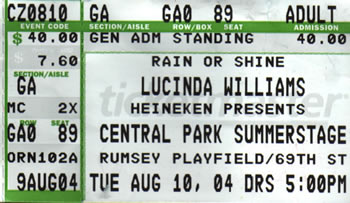 CZ0810 GA GA0 89 ADULT
EVENT CODE SECTION/AISLE ROW/BOX SEAT ADMISSION
$ 40.00 GEN ADM STANDING 40.00
$ 7.60 RAIN OR SHINE
SECTION/AISLE
GA LUCINDA WILLIAMS
MC 2X HEINEKEN PRESENTS
ROW SEAT
GA0 89 CENTRAL PARK SUMMERSTAGE
ORN102A RUMSEY PLAYFIELD/69TH ST
9AUG04 TUE AUG 10, 04 DRS 5:00PM
ticketmaster